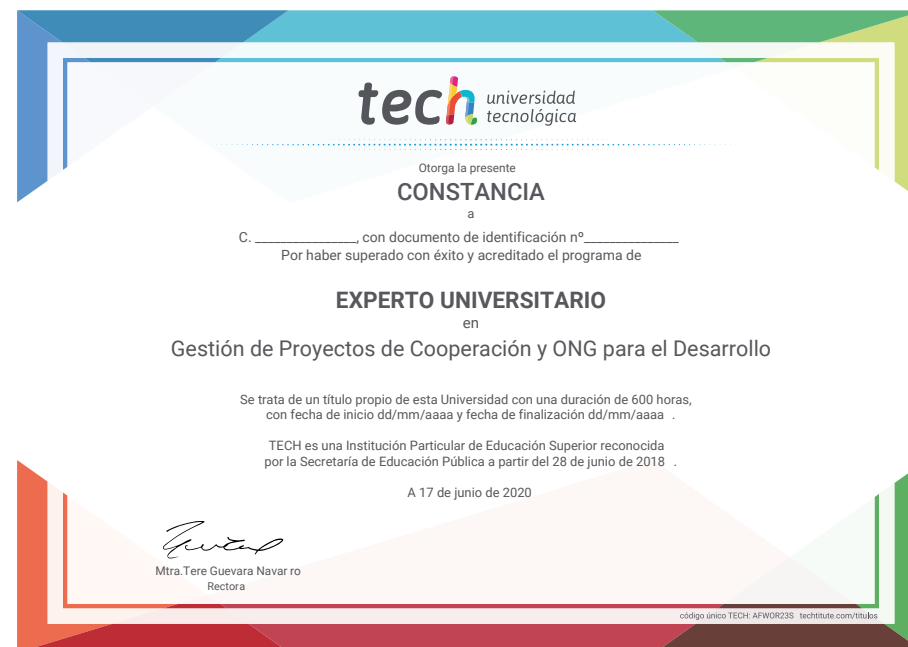 tech universidad
tecnológica
Otorga la presente
CONSTANCIA
a
C. ________________, con documento de identificación nº_______________
Por haber superado con éxito y acreditado el programa de
EXPERTO UNIVERSITARIO
en
Gestión de Proyectos de Cooperación y ONG para el Desarrollo
Se trata de un título propio de esta Universidad con una duración de 600 horas,
con fecha de inicio dd/mm/aaaa y fecha de finalización dd/mm/aaaa .
TECH es una Institución Particular de Educación Superior reconocida
por la Secretaría de Educación Pública a partir del 28 de junio de 2018 .
A 17 de junio de 2020
Mtra.Tere Guevara Navar ro
Rectora
código único TECH: AFWOR23S techtitute.com/titulos